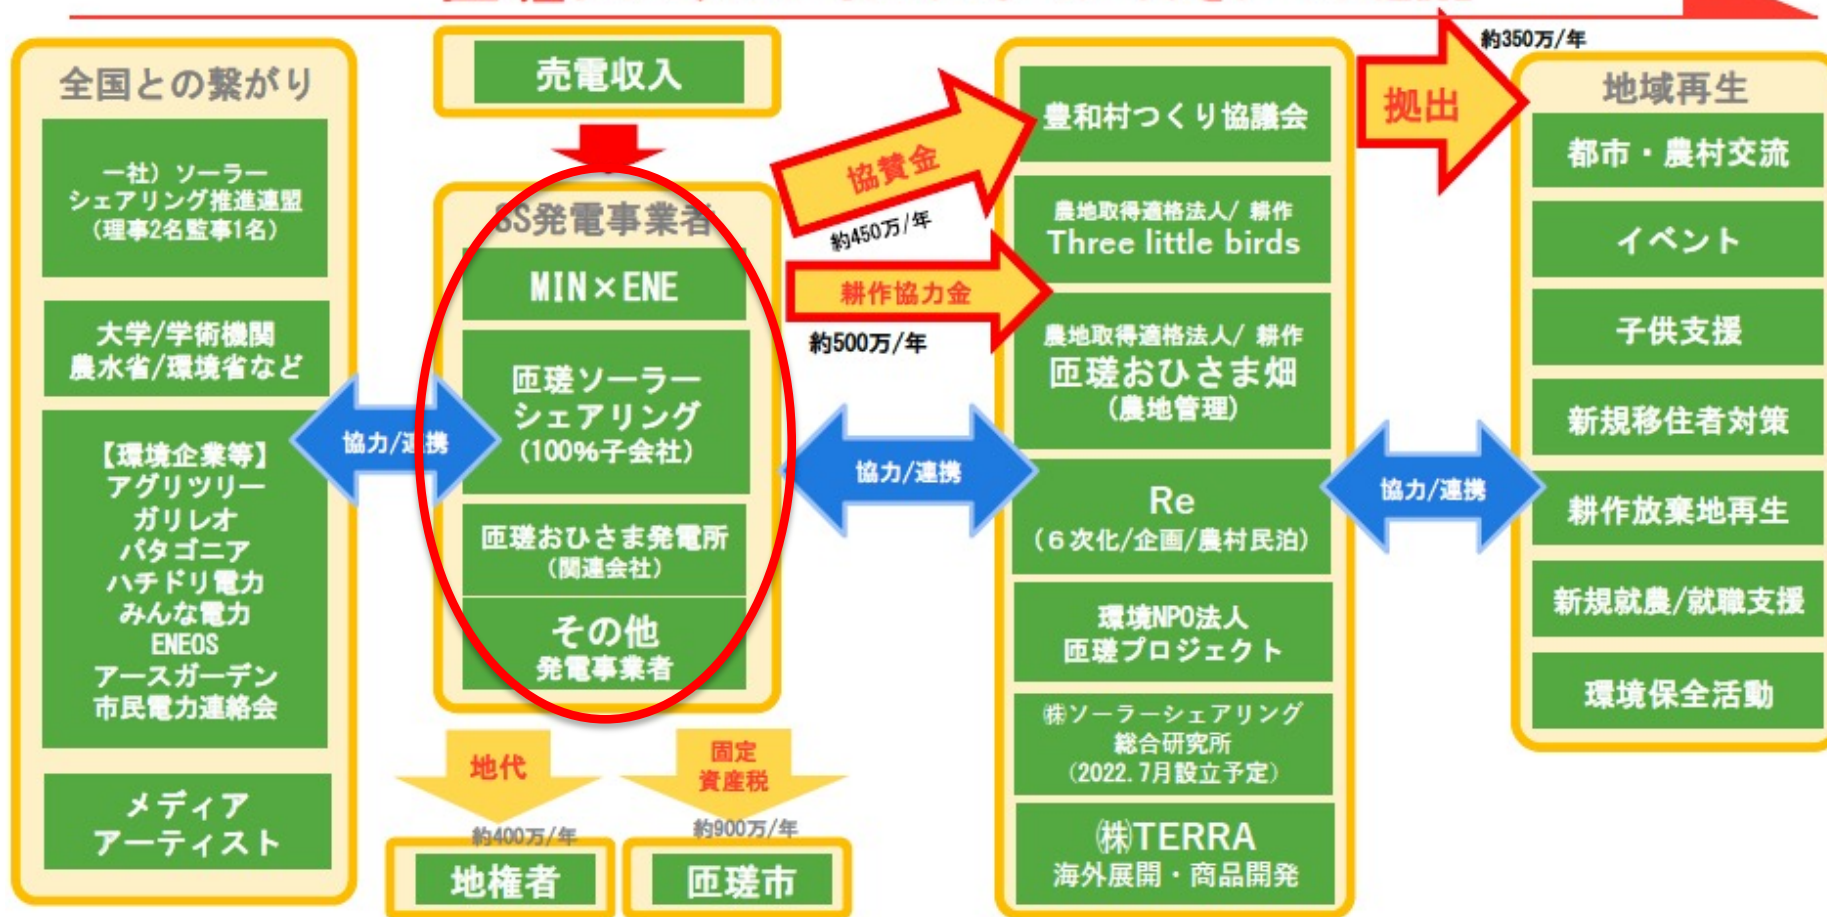 全国との繋がり
一社）ソーラー
シェアリング推進連盟
（理事2名監事1名）
大学/学術機関
農水省/環境省など
【環境企業等】
アグリツリー
ガリレオ
パタゴニア
ハチドリ電力
みんな電力
ENEOS
アースガーデン
市民電力連絡会
メディア
アーティスト
協力/連携
売電収入
SS発電事業者
MIN×ENE
匝瑳ソーラー
シェアリング
（100%子会社）
匝瑳おひさま発電所
（関連会社）
その他
発電事業者
地代
約400万/年
地権者
固定
資産税
約900万/年
匝瑳市
協賛金
約450万/年
耕作協力金
約500万/年
協力/連携
豊和村つくり協議会
農地取得適格法人/ 耕作
Three little birds
農地取得適格法人/ 耕作
匝瑳おひさま畑
（農地管理）
Re
（６次化/企画/農村民泊）
環境NPO法人
匝瑳プロジェクト
㈱ソーラーシェアリング
総合研究所
（2022.7月設立予定）
㈱TERRA
海外展開・商品開発
拠出
約350万/年
協力/連携
地域再生
都市・農村交流
イベント
子供支援
新規移住者対策
耕作放棄地再生
新規就農/就職支援
環境保全活動